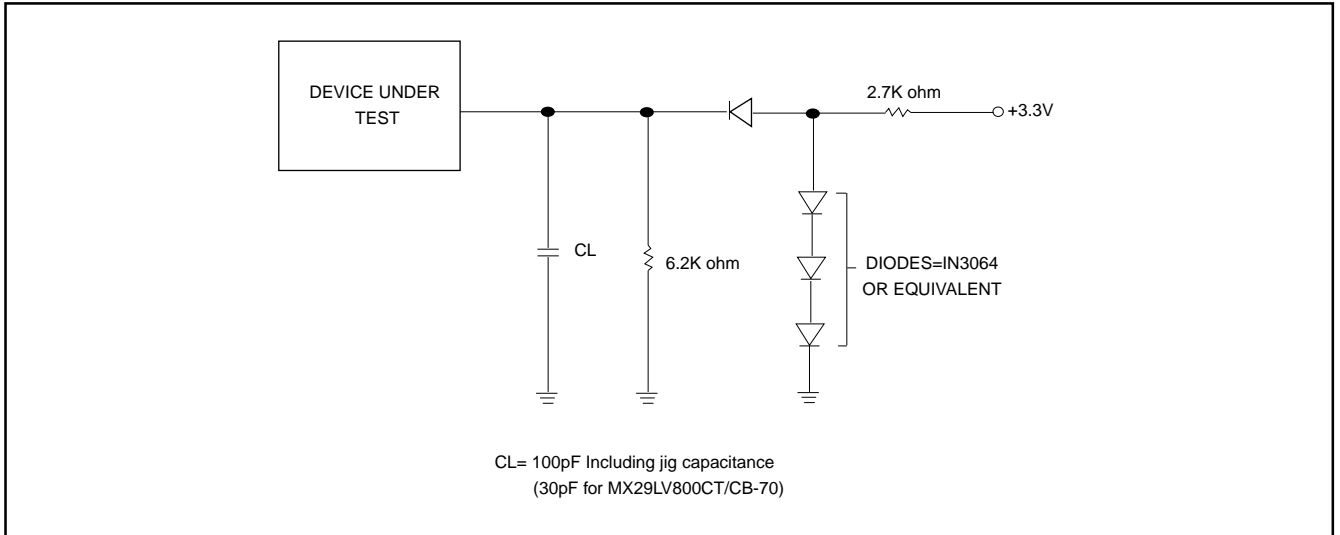 DEVICE UNDER
TEST
2.7K ohm
+3.3V
CL
6.2K ohm
DIODES=IN3064
OR EQUIVALENT
CL= 100pF Including jig capacitance
(30pF for MX29LV800CT/CB-70)